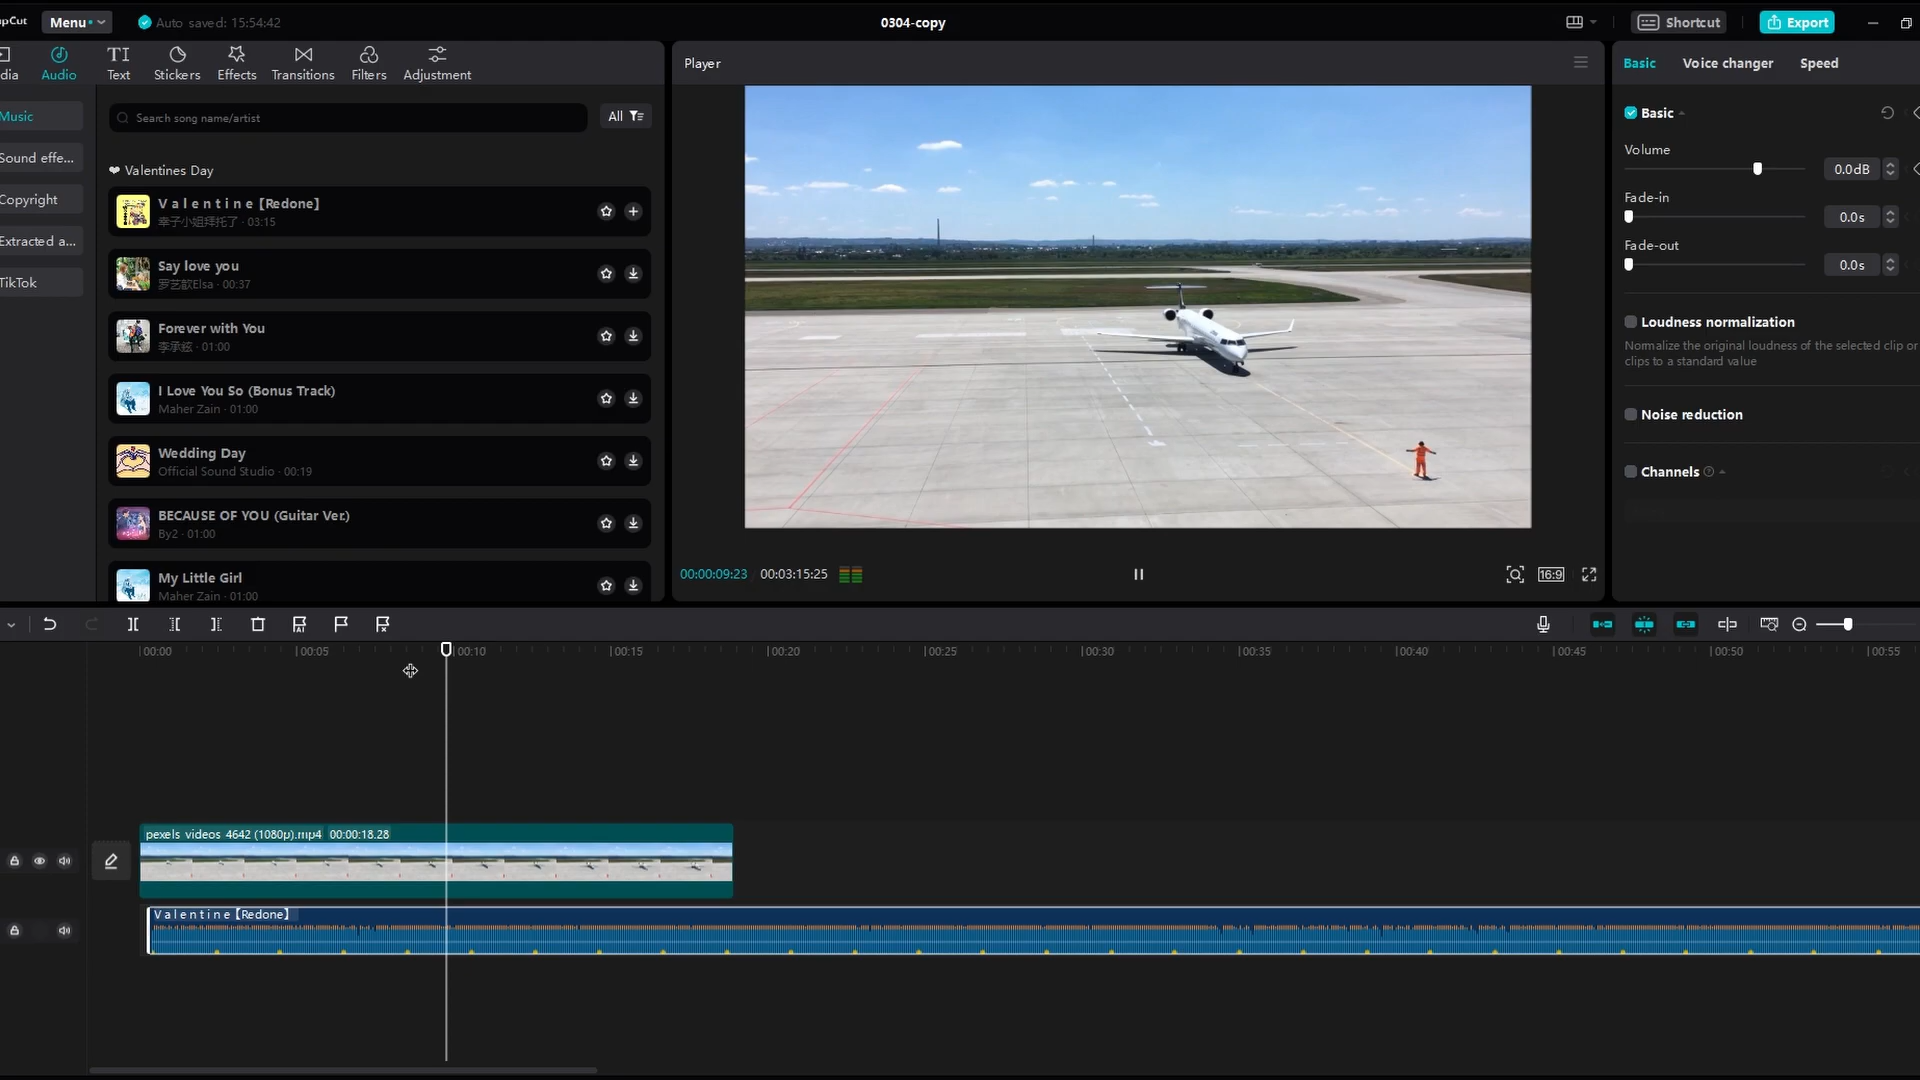 pCut
Menu
Auto saved: 15:54:42
0304-copy
Shortcut
Export
dia
Audio
Text
Stickers
Effects
Transitions
Filters
Adjustment
Music
Sound effe...
Copyright
Extracted a...
TikTok
Search song name/artist
All
❤ Valentines Day
V a l e n t i n e【Redone】
幸子小姐拜托了 · 03:15
Say love you
罗艺歆Elsa · 00:37
Forever with You
李承铉 · 01:00
I Love You So (Bonus Track)
Maher Zain · 01:00
Wedding Day
Official Sound Studio · 00:19
BECAUSE OF YOU (Guitar Ver.)
By2 · 01:00
My Little Girl
Maher Zain · 01:00
Player
00:00:09:23
00:03:15:25
16:9
Basic
Voice changer
Speed
Basic
Volume
0.0dB
Fade-in
0.0s
Fade-out
0.0s
Loudness normalization
Normalize the original loudness of the selected clip or
clips to a standard value
Noise reduction
Channels
00:00
00:05
00:10
00:15
00:20
00:25
00:30
00:35
00:40
00:45
00:50
00:55
pexels videos 4642 (1080p).mp4 00:00:18.28
V a l e n t i n e【Redone】